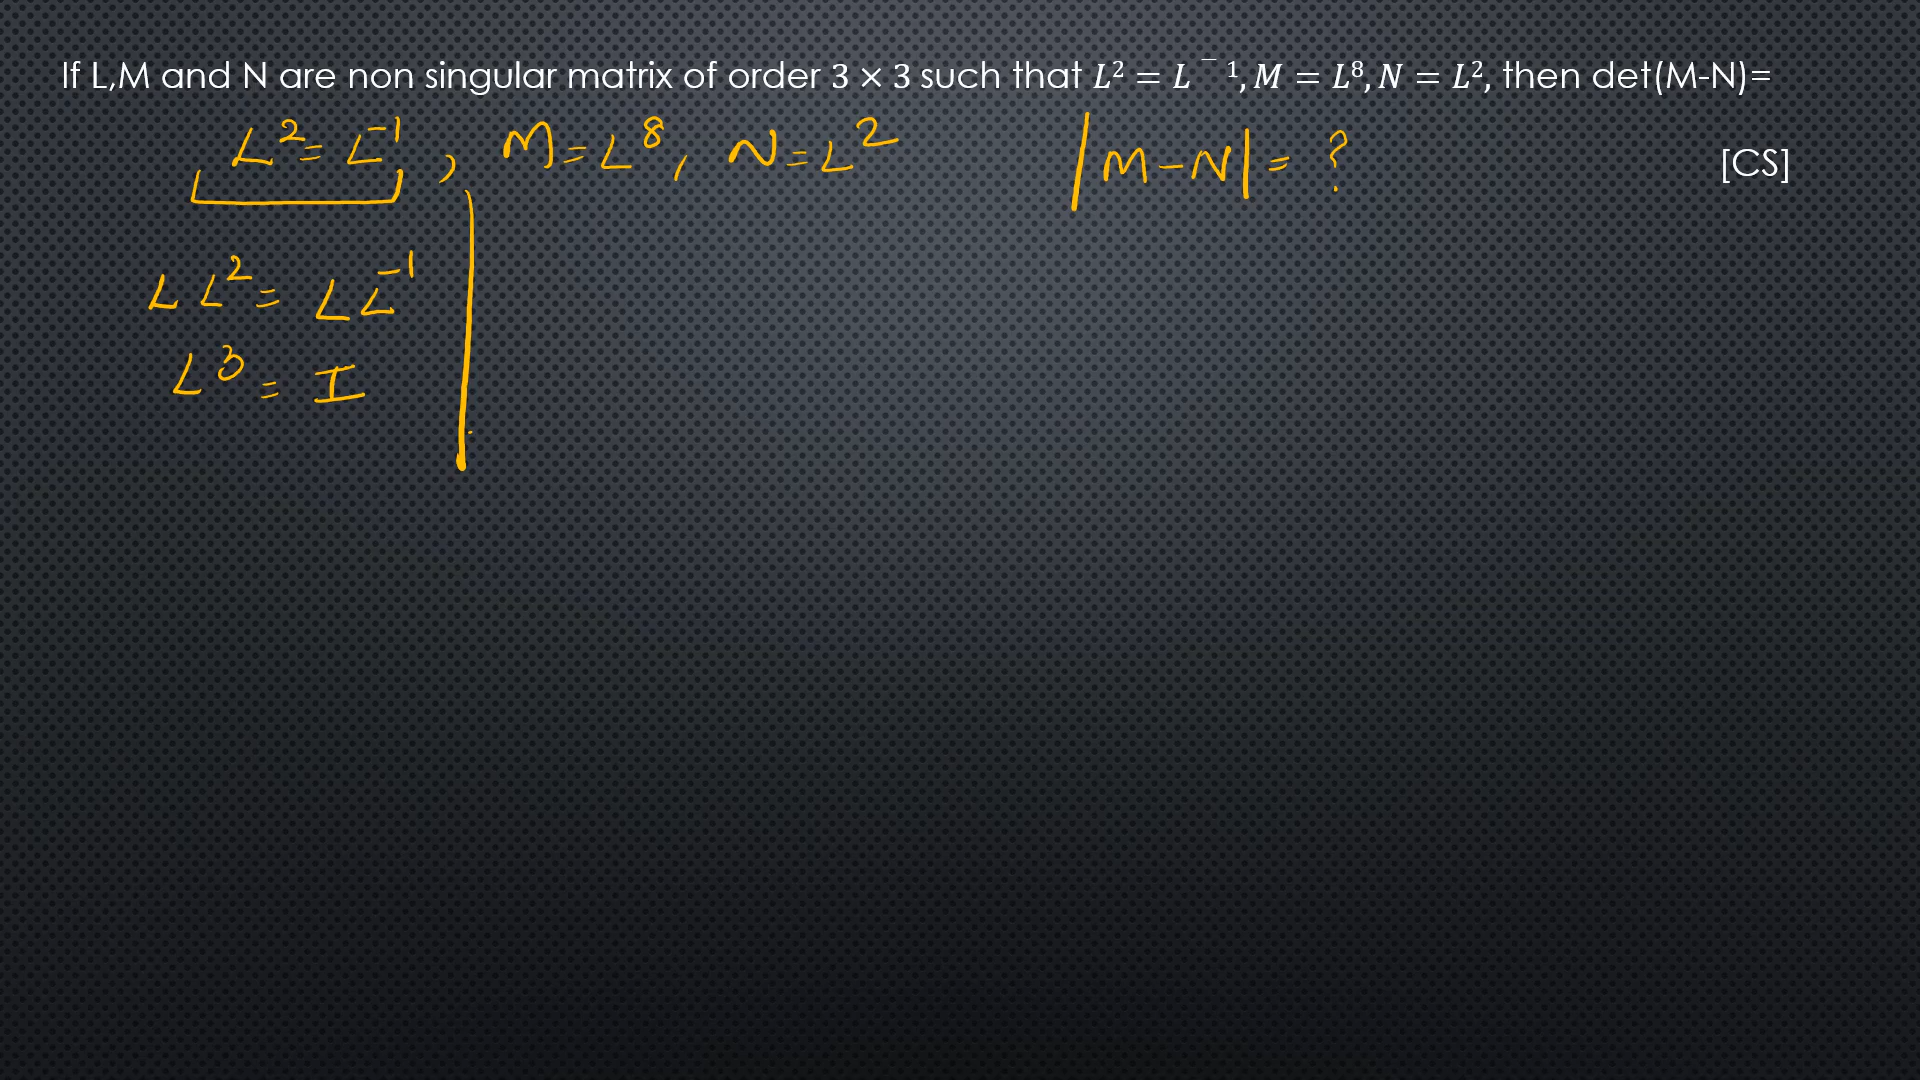 If L,M and N are non singular matrix of order 3 × 3 such that L² = L⁻¹, M = L⁸, N = L², then det(M-N)=
L² = L⁻¹ , M = L⁸ , N = L² |M-N| = ?
[CS]
L L² = L L⁻¹
L³ = I